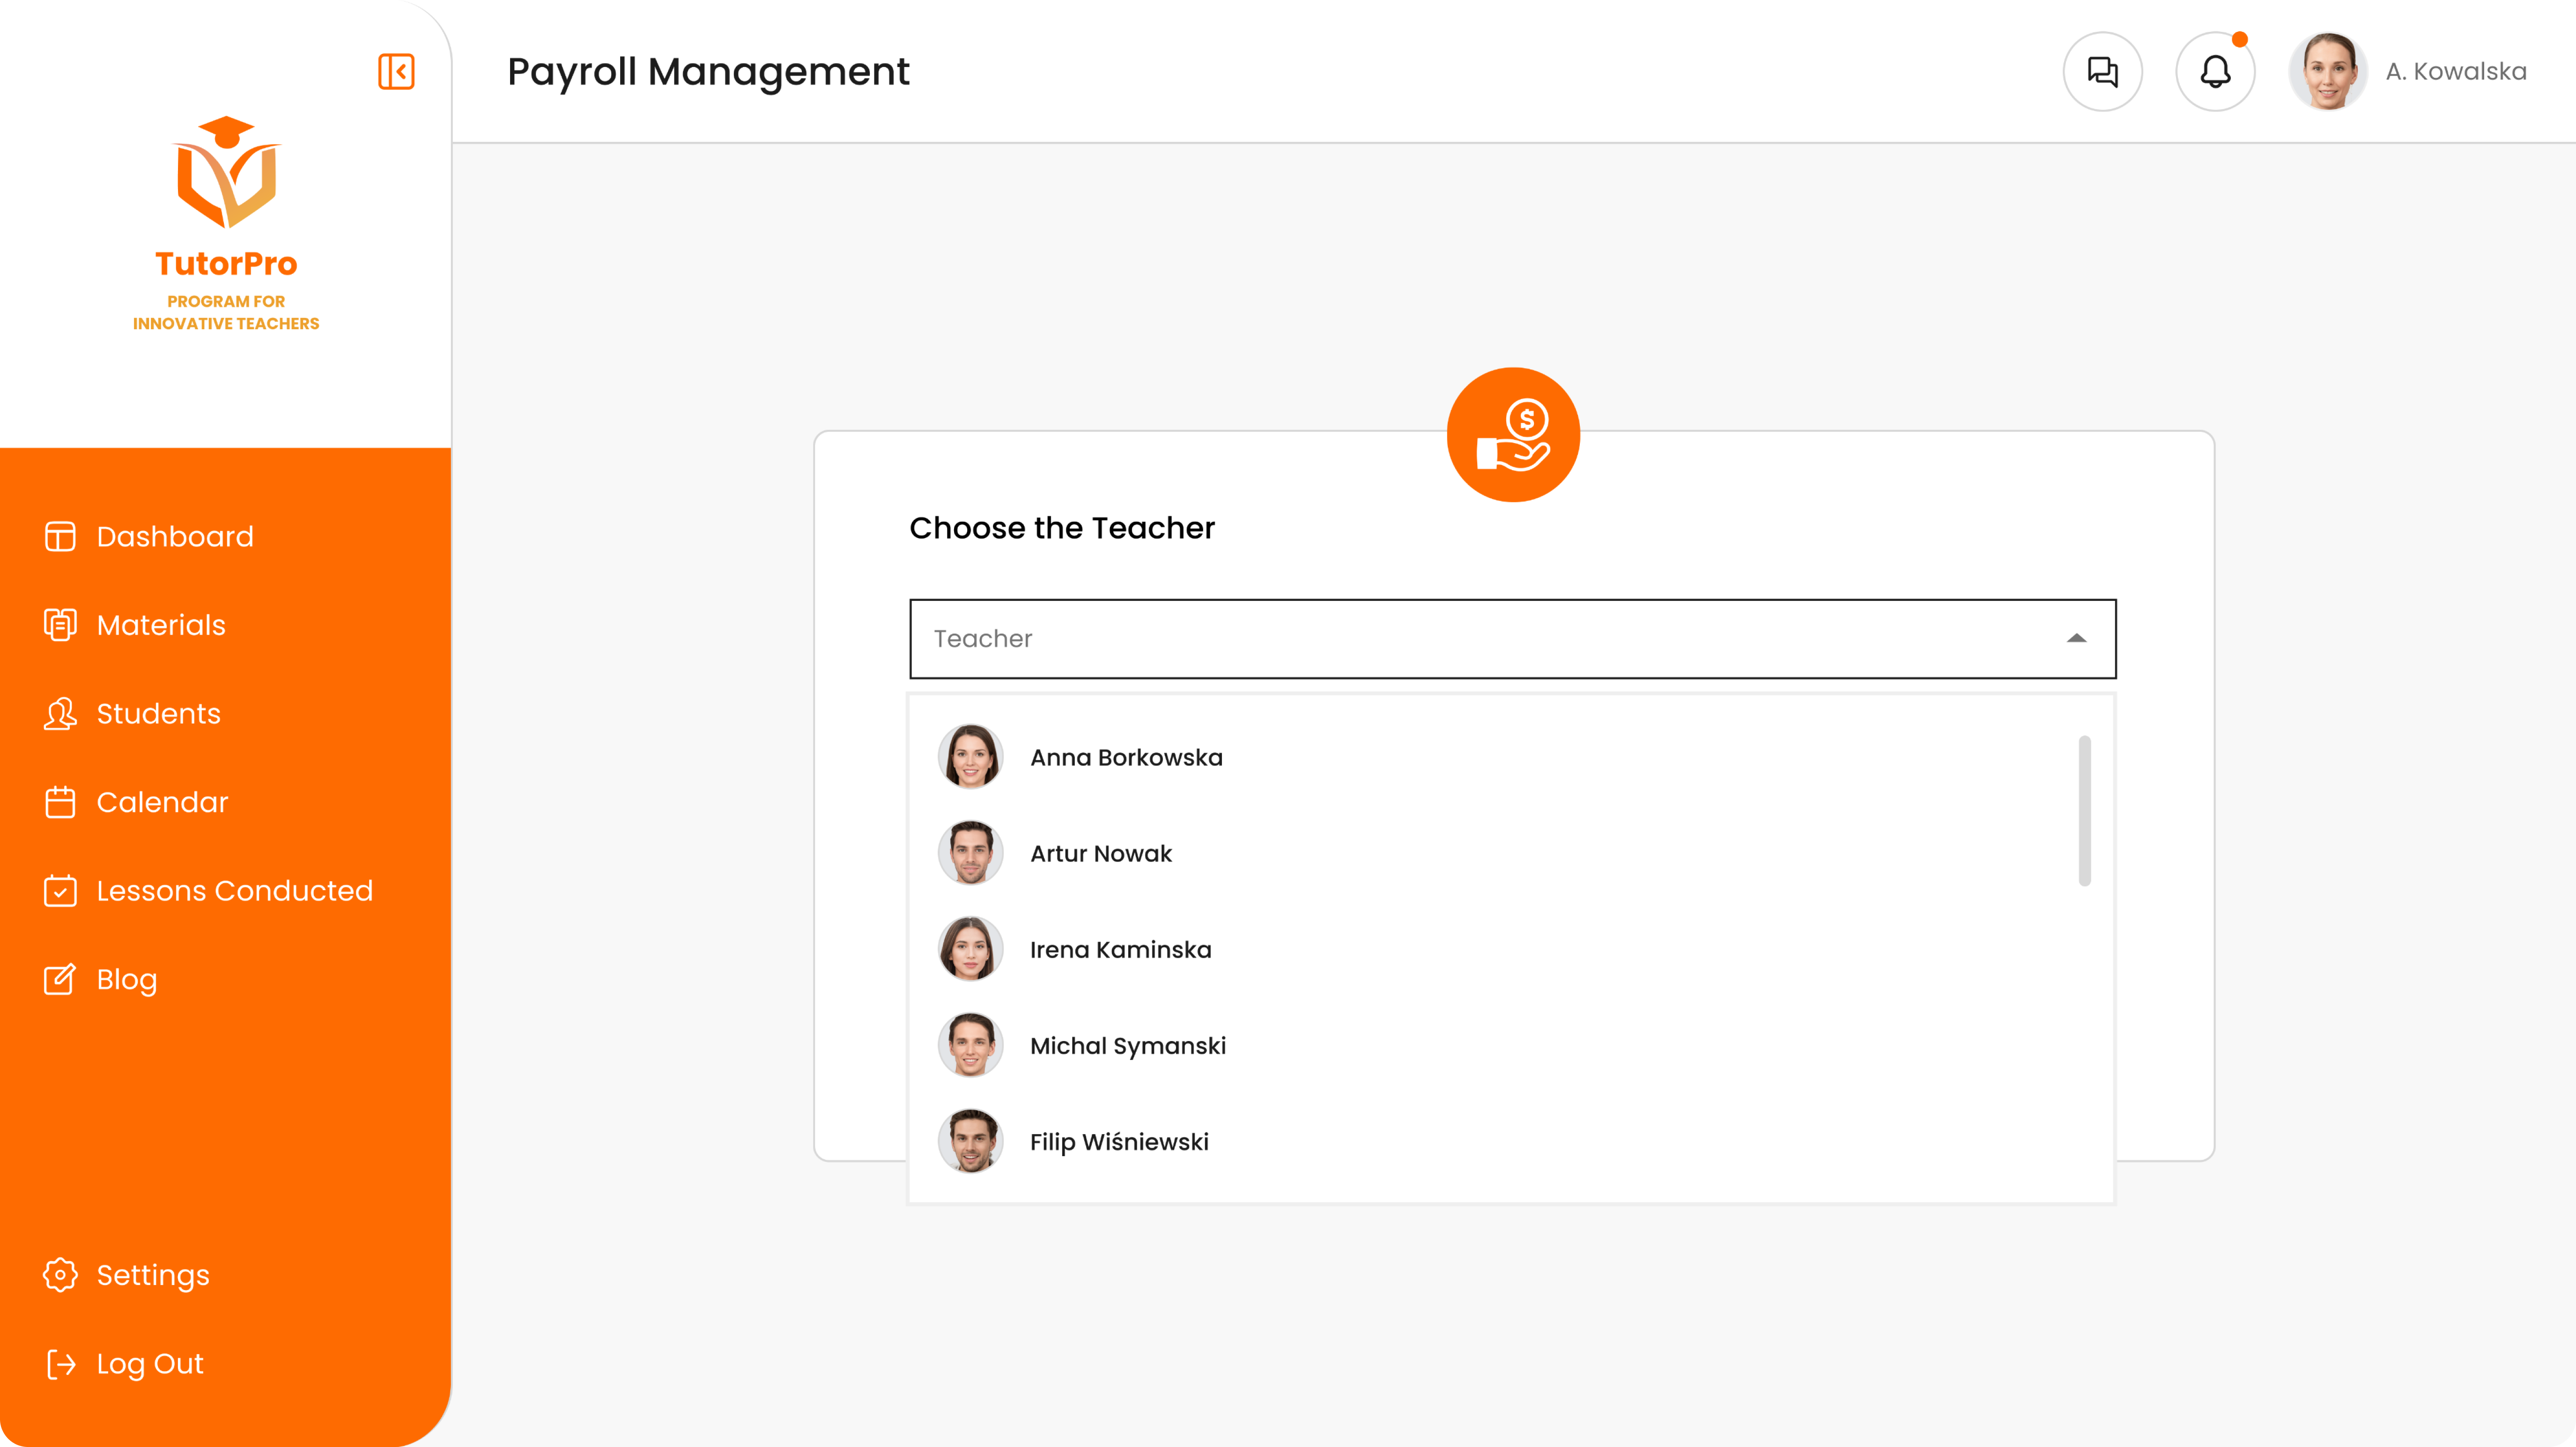 TutorPro
PROGRAM FOR
INNOVATIVE TEACHERS
Dashboard
Materials
Students
Calendar
Lessons Conducted
Blog
Settings
Log Out
Payroll Management
A. Kowalska
$
Choose the Teacher
Teacher
Anna Borkowska
Artur Nowak
Irena Kaminska
Michal Symanski
Filip Wiśniewski